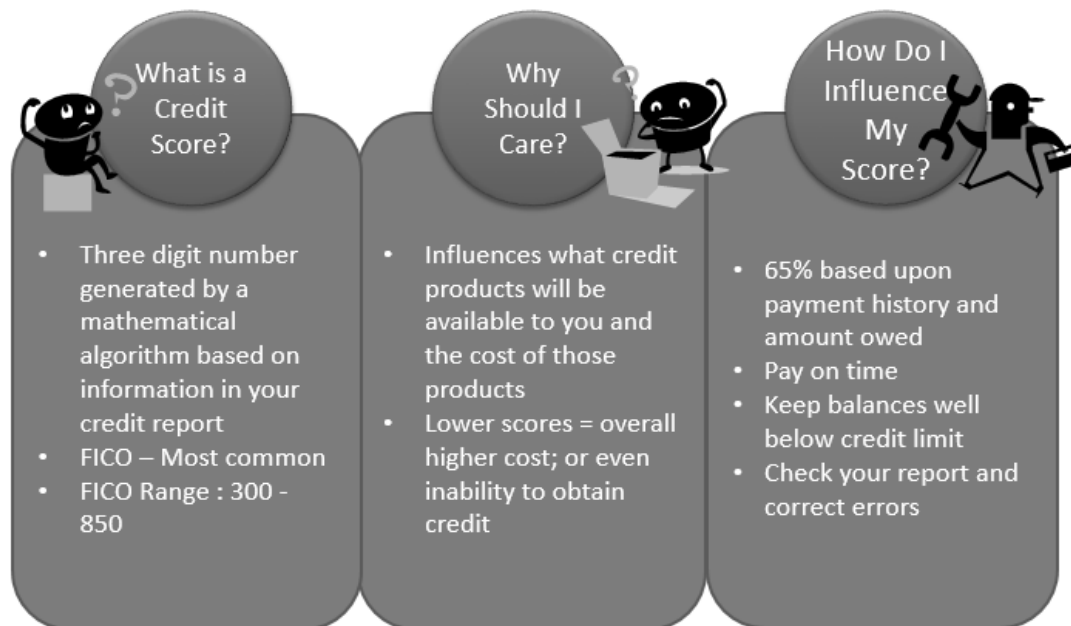 What is a
Credit
Score?
• Three digit number
generated by a
mathematical
algorithm based on
information in your
credit report
• FICO – Most common
• FICO Range : 300 -
850
Why
Should I
Care?
• Influences what credit
products will be
available to you and
the cost of those
products
• Lower scores = overall
higher cost; or even
inability to obtain
credit
How Do I
Influence
My
Score?
• 65% based upon
payment history and
amount owed
• Pay on time
• Keep balances well
below credit limit
• Check your report and
correct errors